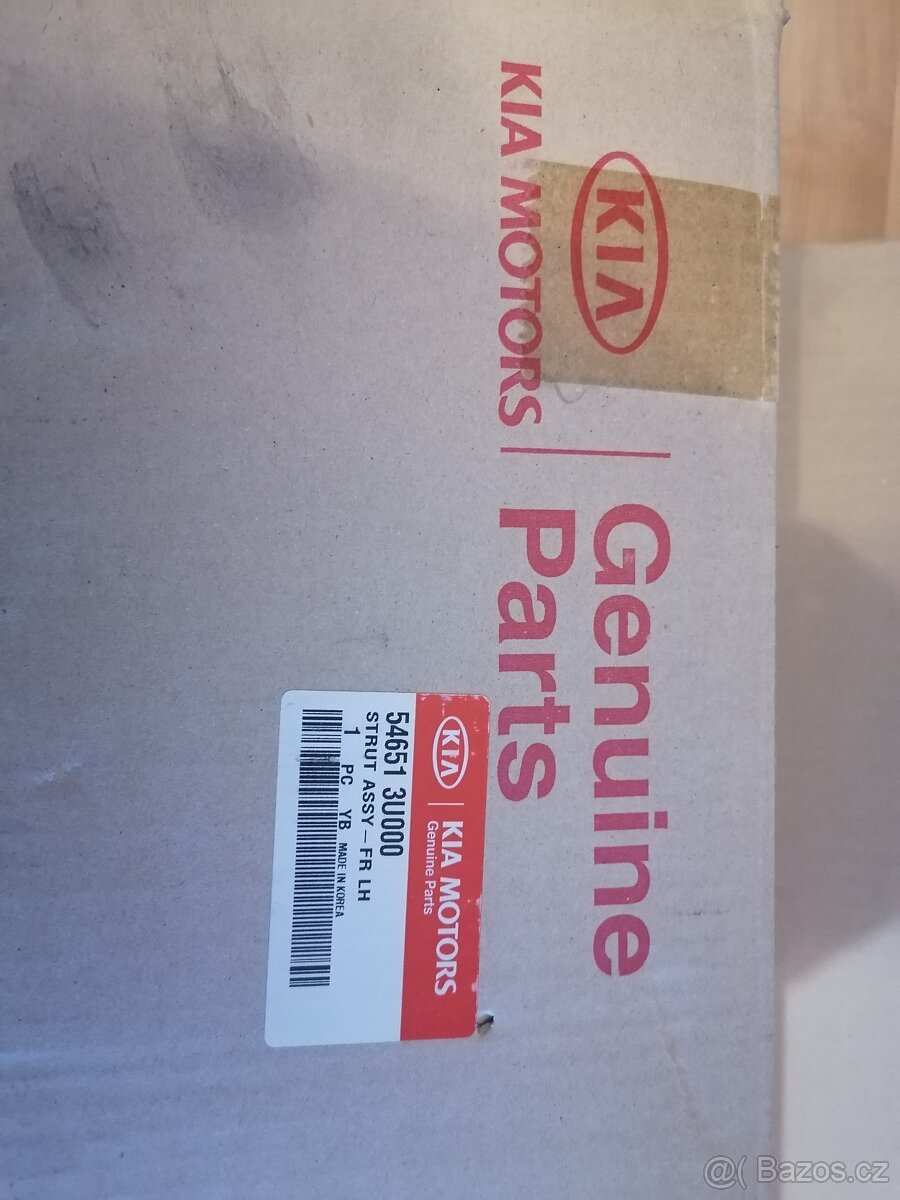 KIA
KIA MOTORS
Genuine
Parts
KIA
KIA MOTORS
Genuine Parts
54651 3U000
STRUT ASSY-FR LH
1 PC YB MADE IN KOREA
@( Bazos.cz